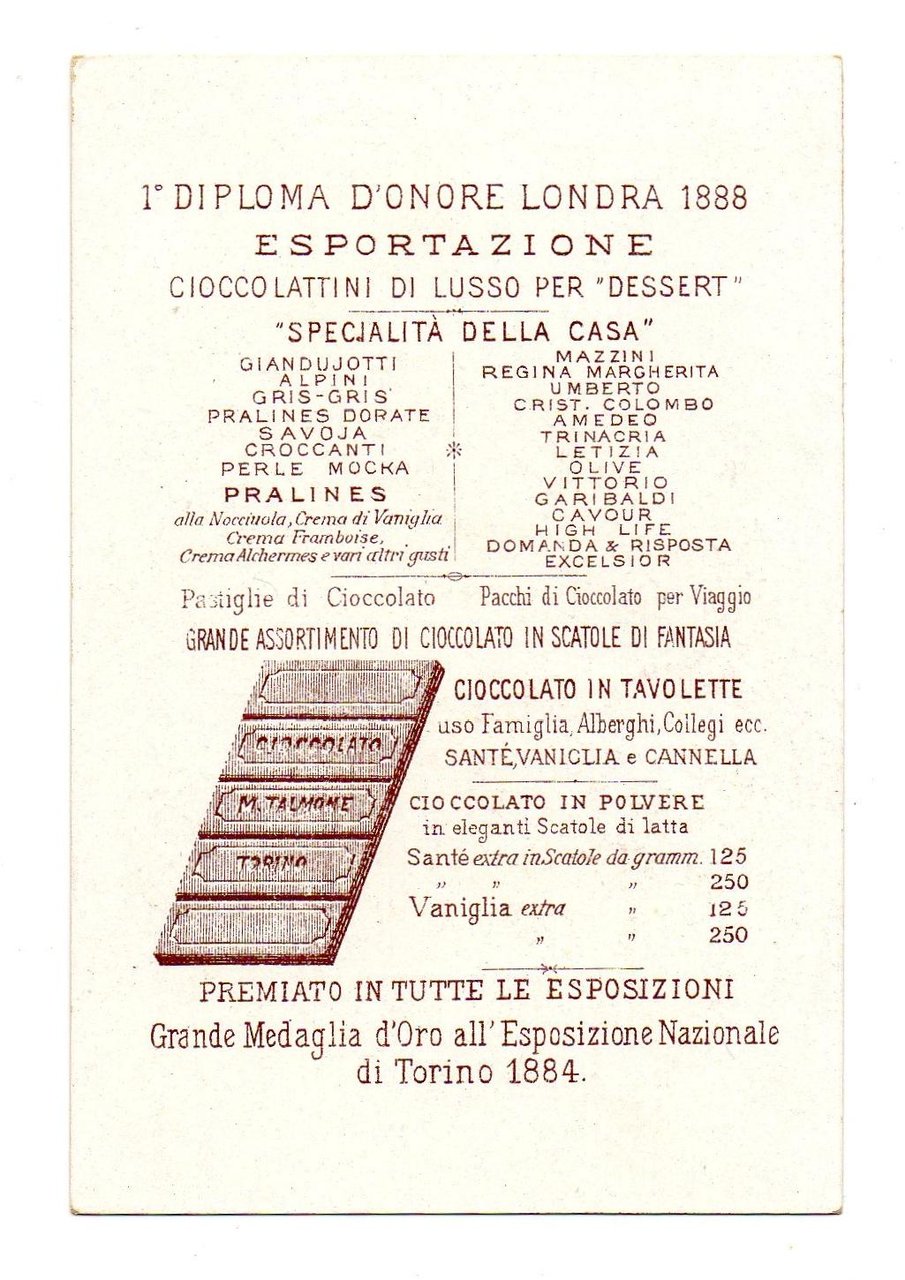 1° DIPLOMA D'ONORE LONDRA 1888
ESPORTAZIONE
CIOCCOLATTINI DI LUSSO PER "DESSERT"
"SPECIALITÀ DELLA CASA"
GIANDUJOTTI
ALPINI
GRIS-GRIS
PRALINES DORATE
SAVOJA
CROCCANTI
PERLE MOCKA
PRALINES
alla Nocciuola, Crema di Vaniglia
Crema Framboise,
Crema Alchermes e vari altri gusti
MAZZINI
REGINA MARGHERITA
UMBERTO
CRIST. COLOMBO
AMEDEO
TRINACRIA
LETIZIA
OLIVE
VITTORIO
GARIBALDI
CAVOUR
HIGH LIFE
DOMANDA & RISPOSTA
EXCELSIOR
Pastiglie di Cioccolato Pacchi di Cioccolato per Viaggio
GRANDE ASSORTIMENTO DI CIOCCOLATO IN SCATOLE DI FANTASIA
CIOCCOLATO
M. TALMONE
TORINO
CIOCCOLATO IN TAVOLETTE
uso Famiglia, Alberghi, Collegi ecc.
SANTÉ, VANIGLIA e CANNELLA
CIOCCOLATO IN POLVERE
in eleganti Scatole di latta
Santé extra in Scatole da gramm. 125
" " " 250
Vaniglia extra " 125
" " 250
PREMIATO IN TUTTE LE ESPOSIZIONI
Grande Medaglia d'Oro all'Esposizione Nazionale
di Torino 1884.